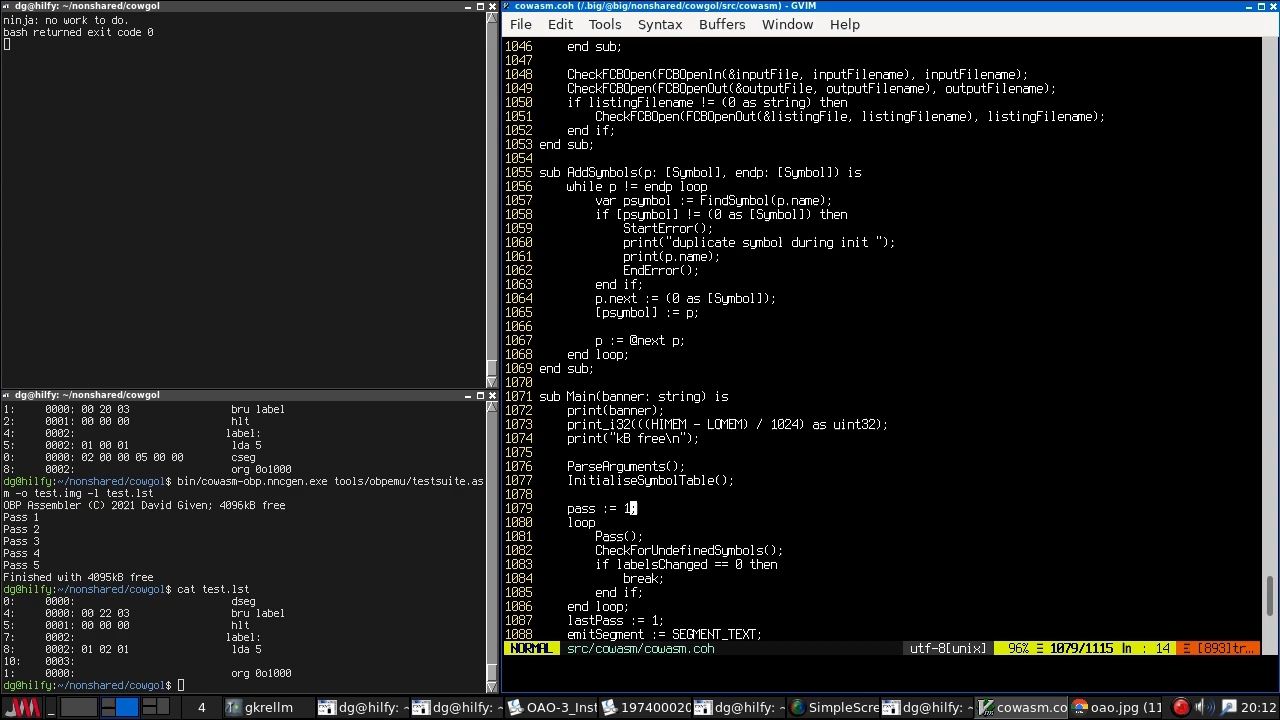 dg@hilfy: ~/nonshared/cowgol
ninja: no work to do.
bash returned exit code 0
dg@hilfy: ~/nonshared/cowgol
1:     0000: 00 20 03               bru label
2:     0001: 00 00 00               hlt
4:     0002:                       label:
5:     0002: 01 00 01               lda 5
0:     0000: 02 00 00 05 00 00      cseg
8:     0002:                        org 0o1000
dg@hilfy:~/nonshared/cowgol$ bin/cowasm-obp.nncgen.exe tools/obpemu/testsuite.as
m -o test.img -l test.lst
OBP Assembler (C) 2021 David Given; 4096kB free
Pass 1
Pass 2
Pass 3
Pass 4
Pass 5
Finished with 4095kB free
dg@hilfy:~/nonshared/cowgol$ cat test.lst
0:     0000:                        dseg
4:     0000: 00 22 03               bru label
5:     0001: 00 00 00               hlt
7:     0002:                       label:
8:     0002: 01 02 01               lda 5
10:    0003:
1:     0000:                        org 0o1000
dg@hilfy:~/nonshared/cowgol$
cowasm.coh (/.big/@big/nonshared/cowgol/src/cowasm) - GVIM
File Edit Tools Syntax Buffers Window Help
1046     end sub;
1047
1048     CheckFCBOpen(FCBOpenIn(&inputFile, inputFilename), inputFilename);
1049     CheckFCBOpen(FCBOpenOut(&outputFile, outputFilename), outputFilename);
1050     if listingFilename != (0 as string) then
1051         CheckFCBOpen(FCBOpenOut(&listingFile, listingFilename), listingFilename);
1052     end if;
1053 end sub;
1054
1055 sub AddSymbols(p: [Symbol], endp: [Symbol]) is
1056     while p != endp loop
1057         var psymbol := FindSymbol(p.name);
1058         if [psymbol] != (0 as [Symbol]) then
1059             StartError();
1060             print("duplicate symbol during init ");
1061             print(p.name);
1062             EndError();
1063         end if;
1064         p.next := (0 as [Symbol]);
1065         [psymbol] := p;
1066
1067         p := @next p;
1068     end loop;
1069 end sub;
1070
1071 sub Main(banner: string) is
1072     print(banner);
1073     print_i32(((HIMEM - LOMEM) / 1024) as uint32);
1074     print("kB free\n");
1075
1076     ParseArguments();
1077     InitialiseSymbolTable();
1078
1079     pass := 1;
1080     loop
1081         Pass();
1082         CheckForUndefinedSymbols();
1083         if labelsChanged == 0 then
1084             break;
1085         end if;
1086     end loop;
1087     lastPass := 1;
1088     emitSegment := SEGMENT_TEXT;
NORMAL src/cowasm/cowasm.coh utf-8[unix] 96% Ξ 1079/1115 ln : 14 Ξ [893]tr…
4 gkrellm dg@hilfy: ~ dg@hilfy: ~ OAO-3_Inst 197400020 SimpleScre dg@hilfy: ~ cowasm.co oao.jpg (11 20:12